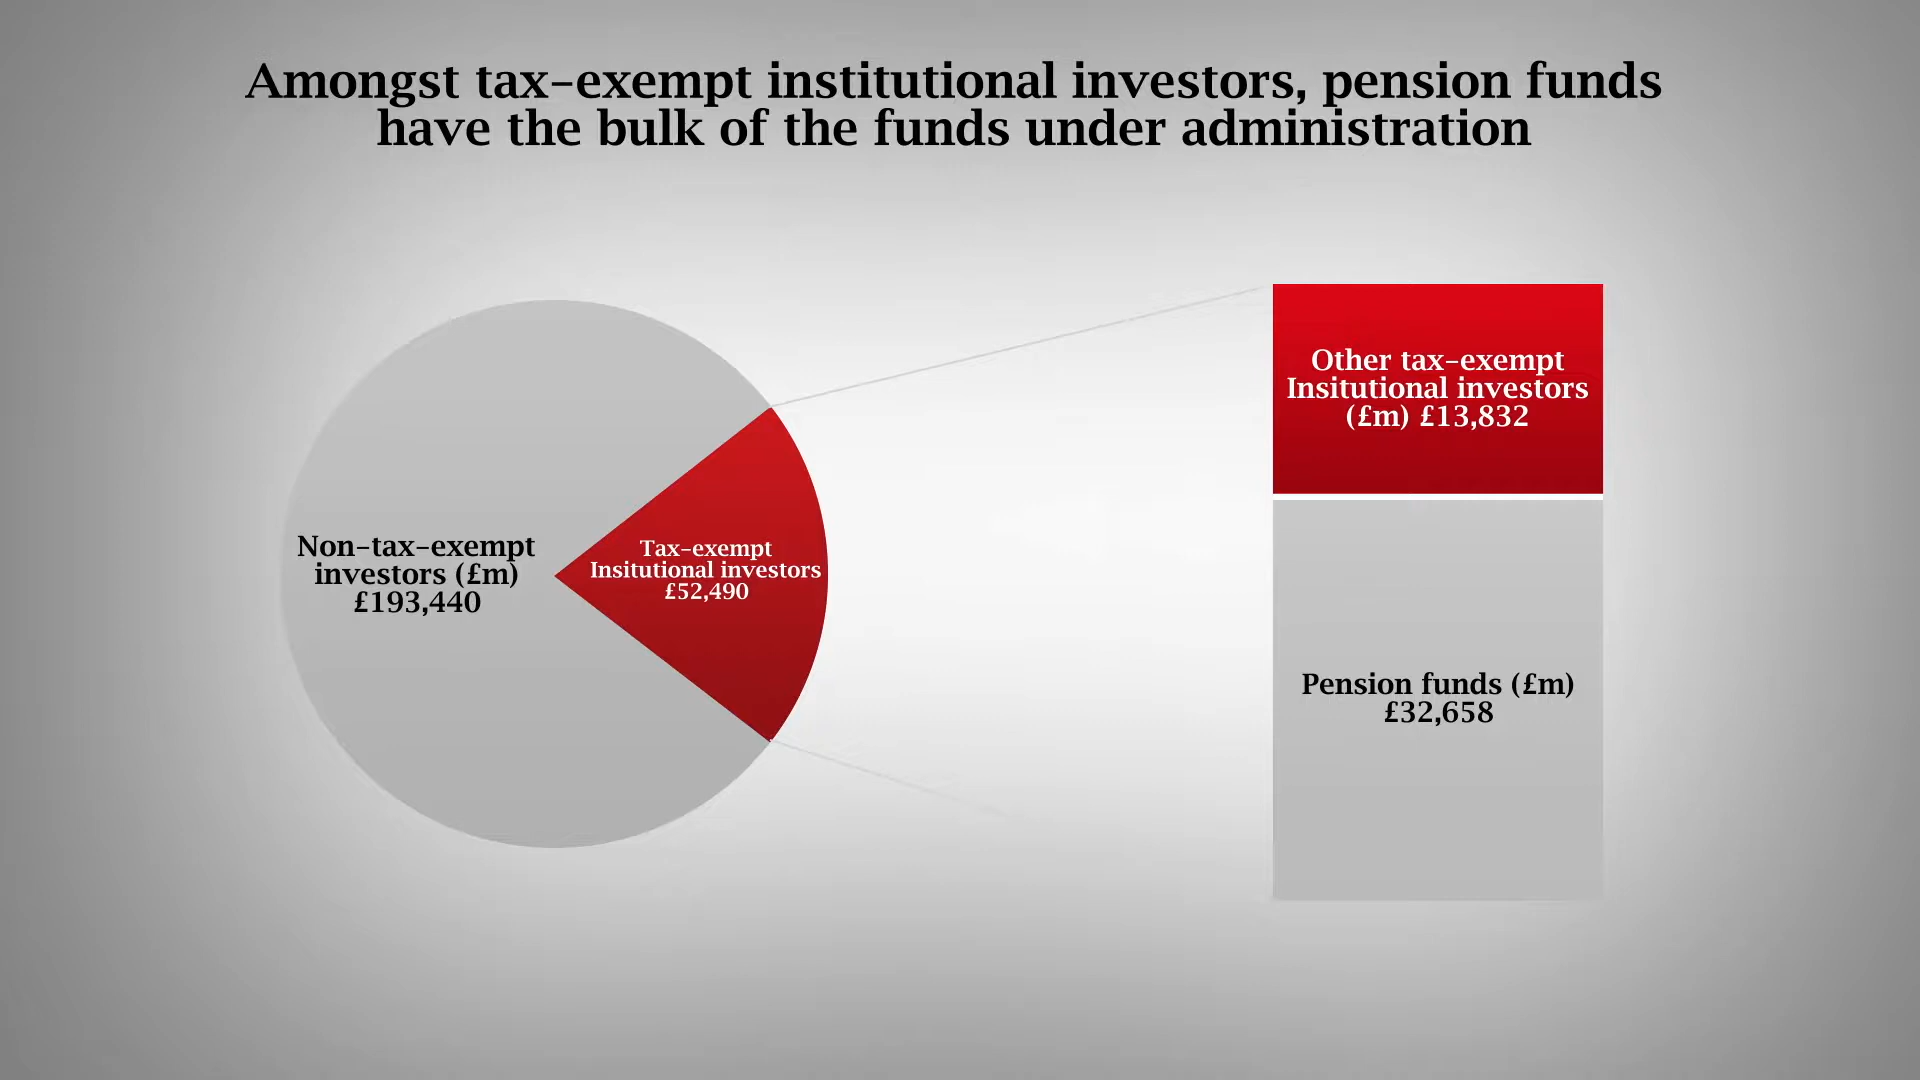 Amongst tax-exempt institutional investors, pension funds
have the bulk of the funds under administration
Non-tax-exempt
investors (£m)
£193,440
Tax-exempt
Insitutional investors
£52,490
Other tax-exempt
Insitutional investors
(£m) £13,832
Pension funds (£m)
£32,658